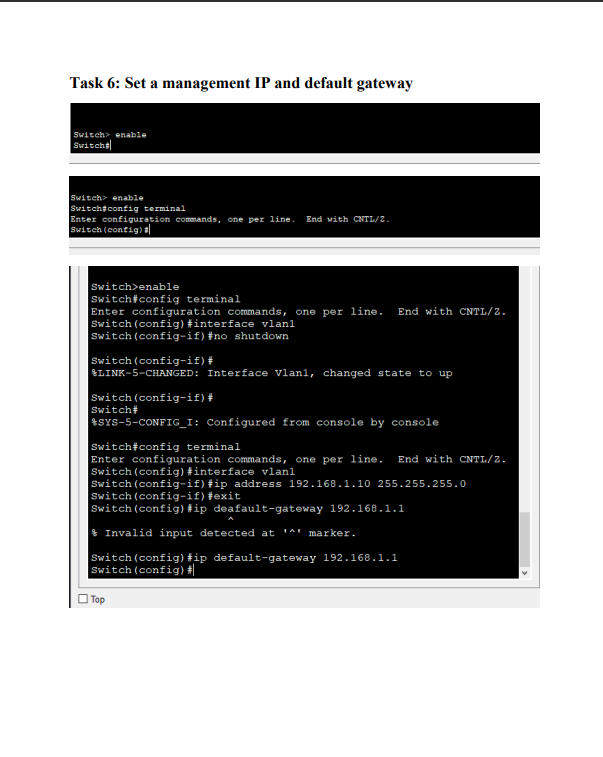 Task 6: Set a management IP and default gateway
Switch> enable
Switch#
Switch> enable
Switch#config terminal
Enter configuration commands, one per line.  End with CNTL/Z.
Switch(config)#
Switch>enable
Switch#config terminal
Enter configuration commands, one per line.  End with CNTL/Z.
Switch(config)#interface vlan1
Switch(config-if)#no shutdown
Switch(config-if)#
%LINK-5-CHANGED: Interface Vlan1, changed state to up
Switch(config-if)#
Switch#
%SYS-5-CONFIG_I: Configured from console by console
Switch#config terminal
Enter configuration commands, one per line.  End with CNTL/Z.
Switch(config)#interface vlan1
Switch(config-if)#ip address 192.168.1.10 255.255.255.0
Switch(config-if)#exit
Switch(config)#ip deafault-gateway 192.168.1.1
^
% Invalid input detected at '^' marker.
Switch(config)#ip default-gateway 192.168.1.1
Switch(config)#
Top